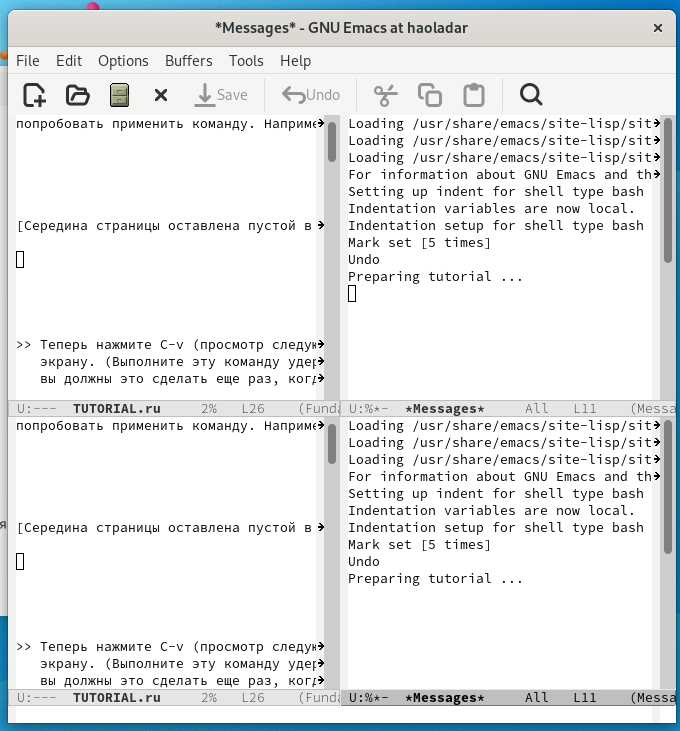 *Messages* - GNU Emacs at haoladar
File Edit Options Buffers Tools Help
Save Undo
попробовать применить команду. Наприме
[Середина страницы оставлена пустой в
>> Теперь нажмите C-v (просмотр следую
экрану. (Выполните эту команду удер
вы должны это сделать еще раз, когд
U:--- TUTORIAL.ru 2% L26 (Funda
Loading /usr/share/emacs/site-lisp/sit
Loading /usr/share/emacs/site-lisp/sit
Loading /usr/share/emacs/site-lisp/sit
For information about GNU Emacs and th
Setting up indent for shell type bash
Indentation variables are now local.
Indentation setup for shell type bash
Mark set [5 times]
Undo
Preparing tutorial ...
U:%*- *Messages* All L11 (Messa
попробовать применить команду. Наприме
[Середина страницы оставлена пустой в
>> Теперь нажмите C-v (просмотр следую
экрану. (Выполните эту команду удер
вы должны это сделать еще раз, когд
U:--- TUTORIAL.ru 2% L26 (Funda
Loading /usr/share/emacs/site-lisp/sit
Loading /usr/share/emacs/site-lisp/sit
Loading /usr/share/emacs/site-lisp/sit
For information about GNU Emacs and th
Setting up indent for shell type bash
Indentation variables are now local.
Indentation setup for shell type bash
Mark set [5 times]
Undo
Preparing tutorial ...
U:%*- *Messages* All L11 (Messa
я